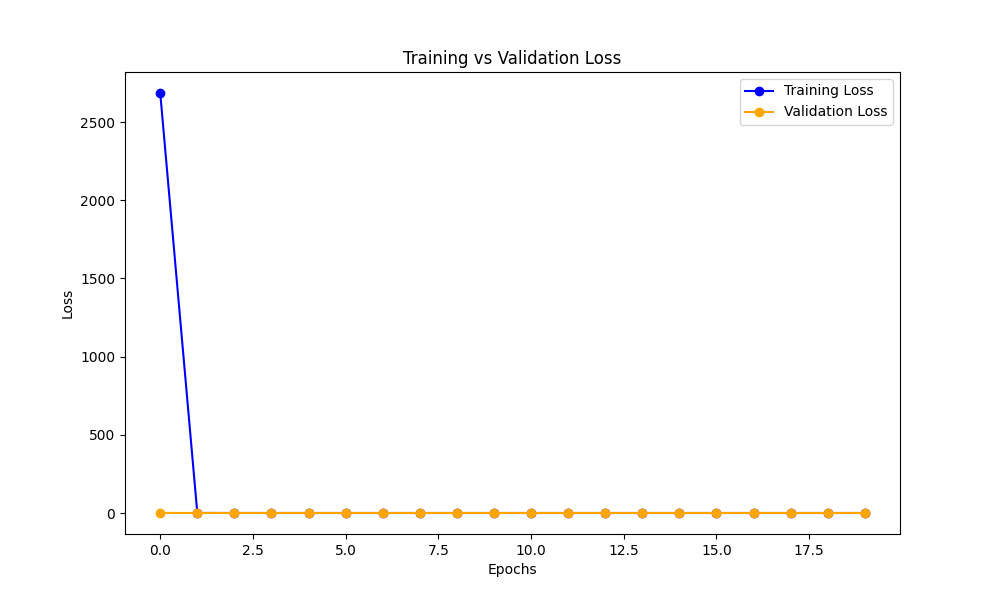 Training vs Validation Loss
Training Loss
Validation Loss
2500
2000
1500
1000
500
0
Loss
0.0 2.5 5.0 7.5 10.0 12.5 15.0 17.5
Epochs